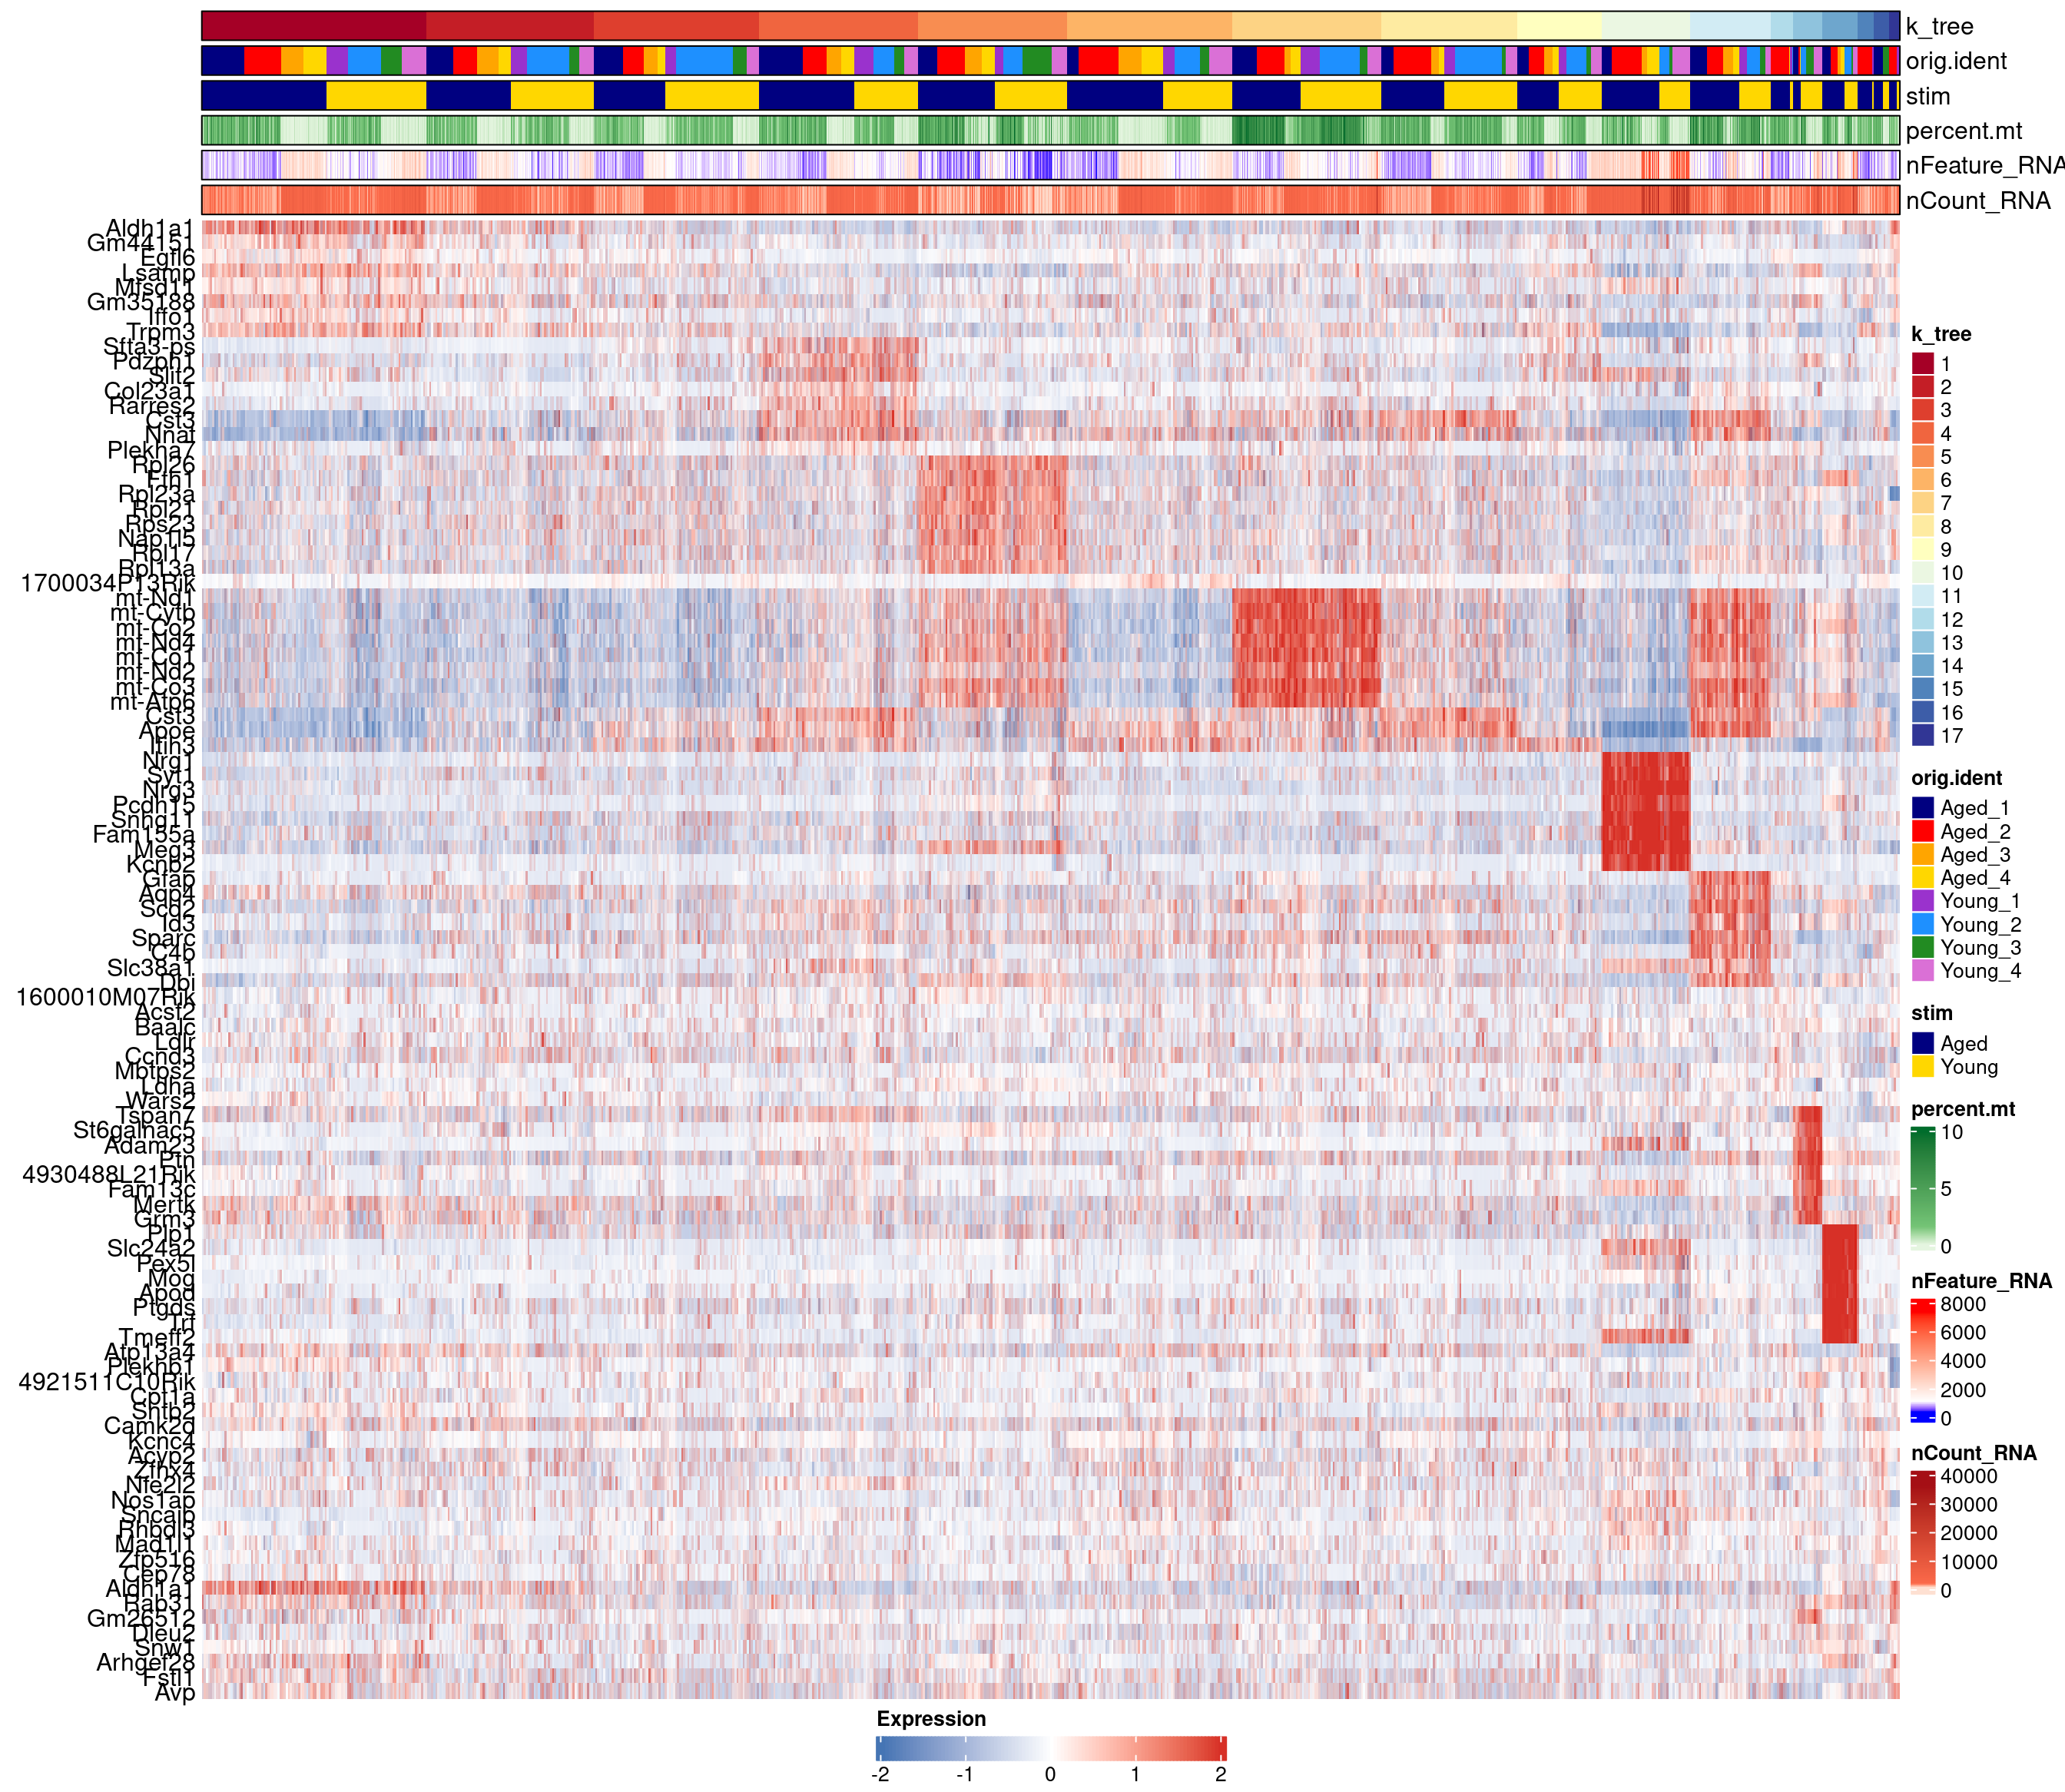 k_tree
orig.ident
stim
percent.mt
nFeature_RNA
nCount_RNA
Aldh1a1
Gm44151
Egfl6
Lsamp
Mfsd11
Gm35188
Iffo1
Trpm3
Sfta3-ps
Pdzph1
Slit2
Col23a1
Rarres2
Cst3
Nnat
Plekha7
Rpl26
Fth1
Rpl23a
Rpl21
Rps23
Nap1l5
Rpl17
Rpl13a
1700034P13Rik
mt-Nd1
mt-Cytb
mt-Co2
mt-Nd4
mt-Co1
mt-Nd2
mt-Co3
mt-Atp6
Cst3
Apoe
Itih3
Nrg1
Syt1
Nrg3
Pcdh15
Snhg11
Fam155a
Meg3
Kcnb2
Gfap
Aqp4
Scd2
Id3
Sparc
C4b
Slc38a1
Dbi
1600010M07Rik
Acsf2
Baalc
Ldlr
Ccnd3
Mbtps2
Ldha
Wars2
Tspan7
St6galnac5
Adam23
Ptn
4930488L21Rik
Fam13c
Mertk
Grm3
Plp1
Slc24a2
Pex5l
Mog
Apod
Ptgds
Trf
Tmeff2
Atp13a4
Plekhb1
4921511C10Rik
Cpt1a
Sntb2
Camk2d
Kcnc4
Acyp2
Zfhx4
Nfe2l2
Nos1ap
Sncaip
Rhbdl3
Mad1l1
Zfp516
Cep78
Aldh1a1
Rab31
Gm26512
Dleu2
Snw1
Arhgef28
Fstl1
Avp
k_tree
1
2
3
4
5
6
7
8
9
10
11
12
13
14
15
16
17
orig.ident
Aged_1
Aged_2
Aged_3
Aged_4
Young_1
Young_2
Young_3
Young_4
stim
Aged
Young
percent.mt
10
5
0
nFeature_RNA
8000
6000
4000
2000
0
nCount_RNA
40000
30000
20000
10000
0
Expression
-2 -1 0 1 2